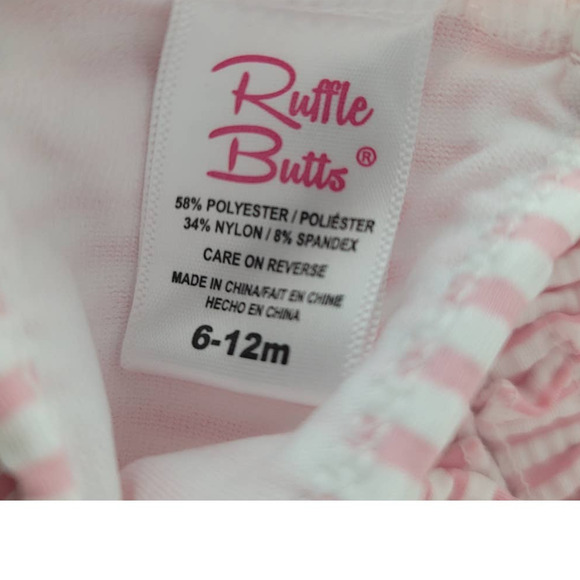 Ruffle
Butts®
58% POLYESTER / POLIÉSTER
34% NYLON / 8% SPANDEX
CARE ON REVERSE
MADE IN CHINA/FAIT EN CHINE
HECHO EN CHINA
6-12m